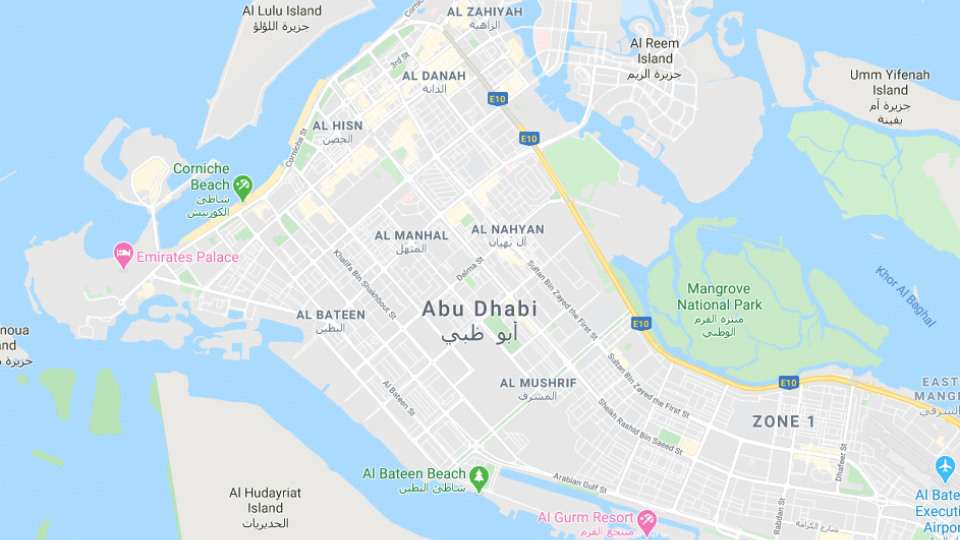 AL ZAHIYAH
الزاهية
Al Lulu Island
جزيرة اللؤلؤ
Corniche
3rd St
Al Reem
Island
جزيرة الريم
AL DANAH
الدانة
Umm Yifenah
Island
جزيرة أم
يفينة
E10
AL HISN
الحصن
E10
Corniche St
Corniche
Beach
شاطئ
الكورنيش
AL MANHAL
المنهل
AL NAHYAN
آل نهيان
Emirates Palace
Khalifa Bin Shakhbout St
Delma St
Sultan Bin Zayed the First St
Khor Al Baghal
Mangrove
National Park
منتزه القرم
الوطني
AL BATEEN
البطين
Abu Dhabi
أبو ظبي
E10
noua
nd
جزيرة
AL MUSHRIF
المشرف
Al Bateen St
Sultan Bin Zayed the First St
E10
EAST
MANGR
الشرقي
Sheikh Rashid Bin Saeed St
ZONE 1
Dhafeer St
Al Bateen Beach
شاطئ البطين
Arabian Gulf St
Al Hudayriat
Island
الحديريات
Rabdan St
شارع الكرامة
Al Bate
Executi
Airpor
Al Gurm Resort
منتجع القرم